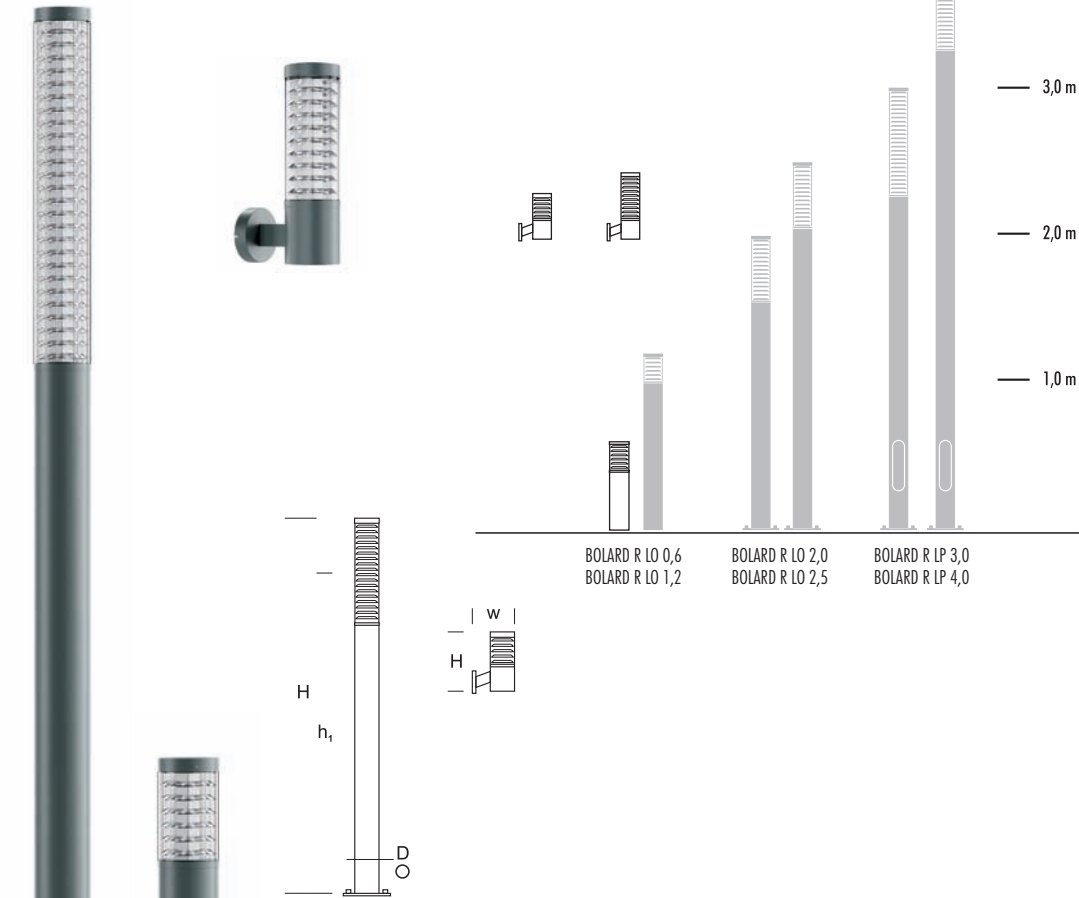 3,0 m
2,0 m
1,0 m
BOLARD R LO 0,6
BOLARD R LO 1,2
BOLARD R LO 2,0
BOLARD R LO 2,5
BOLARD R LP 3,0
BOLARD R LP 4,0
W
H
H
h₁
D